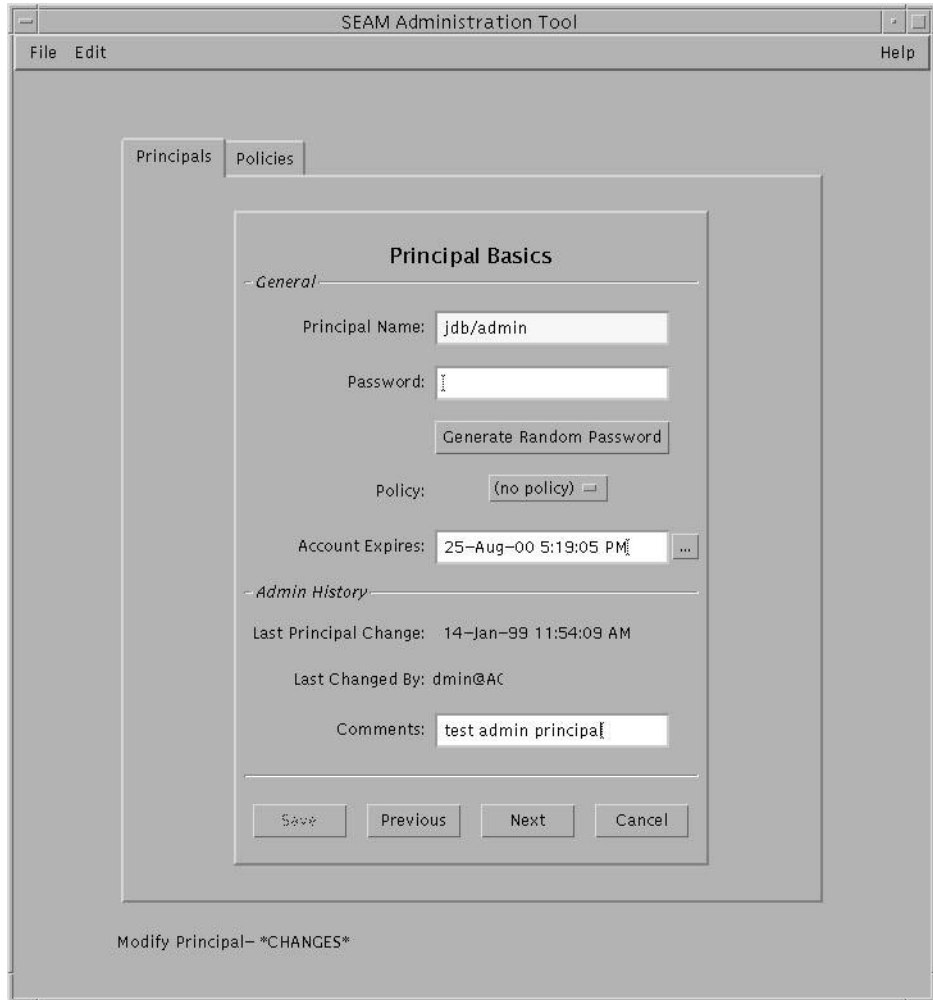 SEAM Administration Tool
File Edit Help
Principals Policies
Principal Basics
General
Principal Name: jdb/admin
Password:
Generate Random Password
Policy: (no policy)
Account Expires: 25-Aug-00 5:19:05 PM ...
Admin History
Last Principal Change: 14-Jan-99 11:54:09 AM
Last Changed By: dmin@AC
Comments: test admin principal
Save Previous Next Cancel
Modify Principal- *CHANGES*